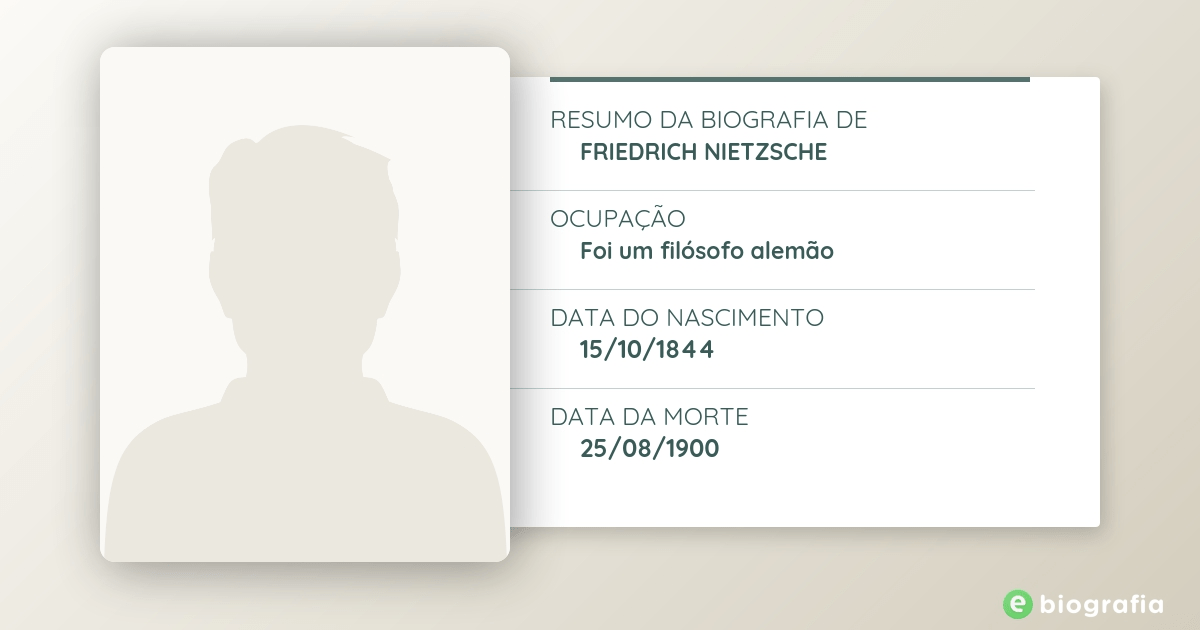 RESUMO DA BIOGRAFIA DE
FRIEDRICH NIETZSCHE
OCUPAÇÃO
Foi um filósofo alemão
DATA DO NASCIMENTO
15/10/1844
DATA DA MORTE
25/08/1900
e biografia